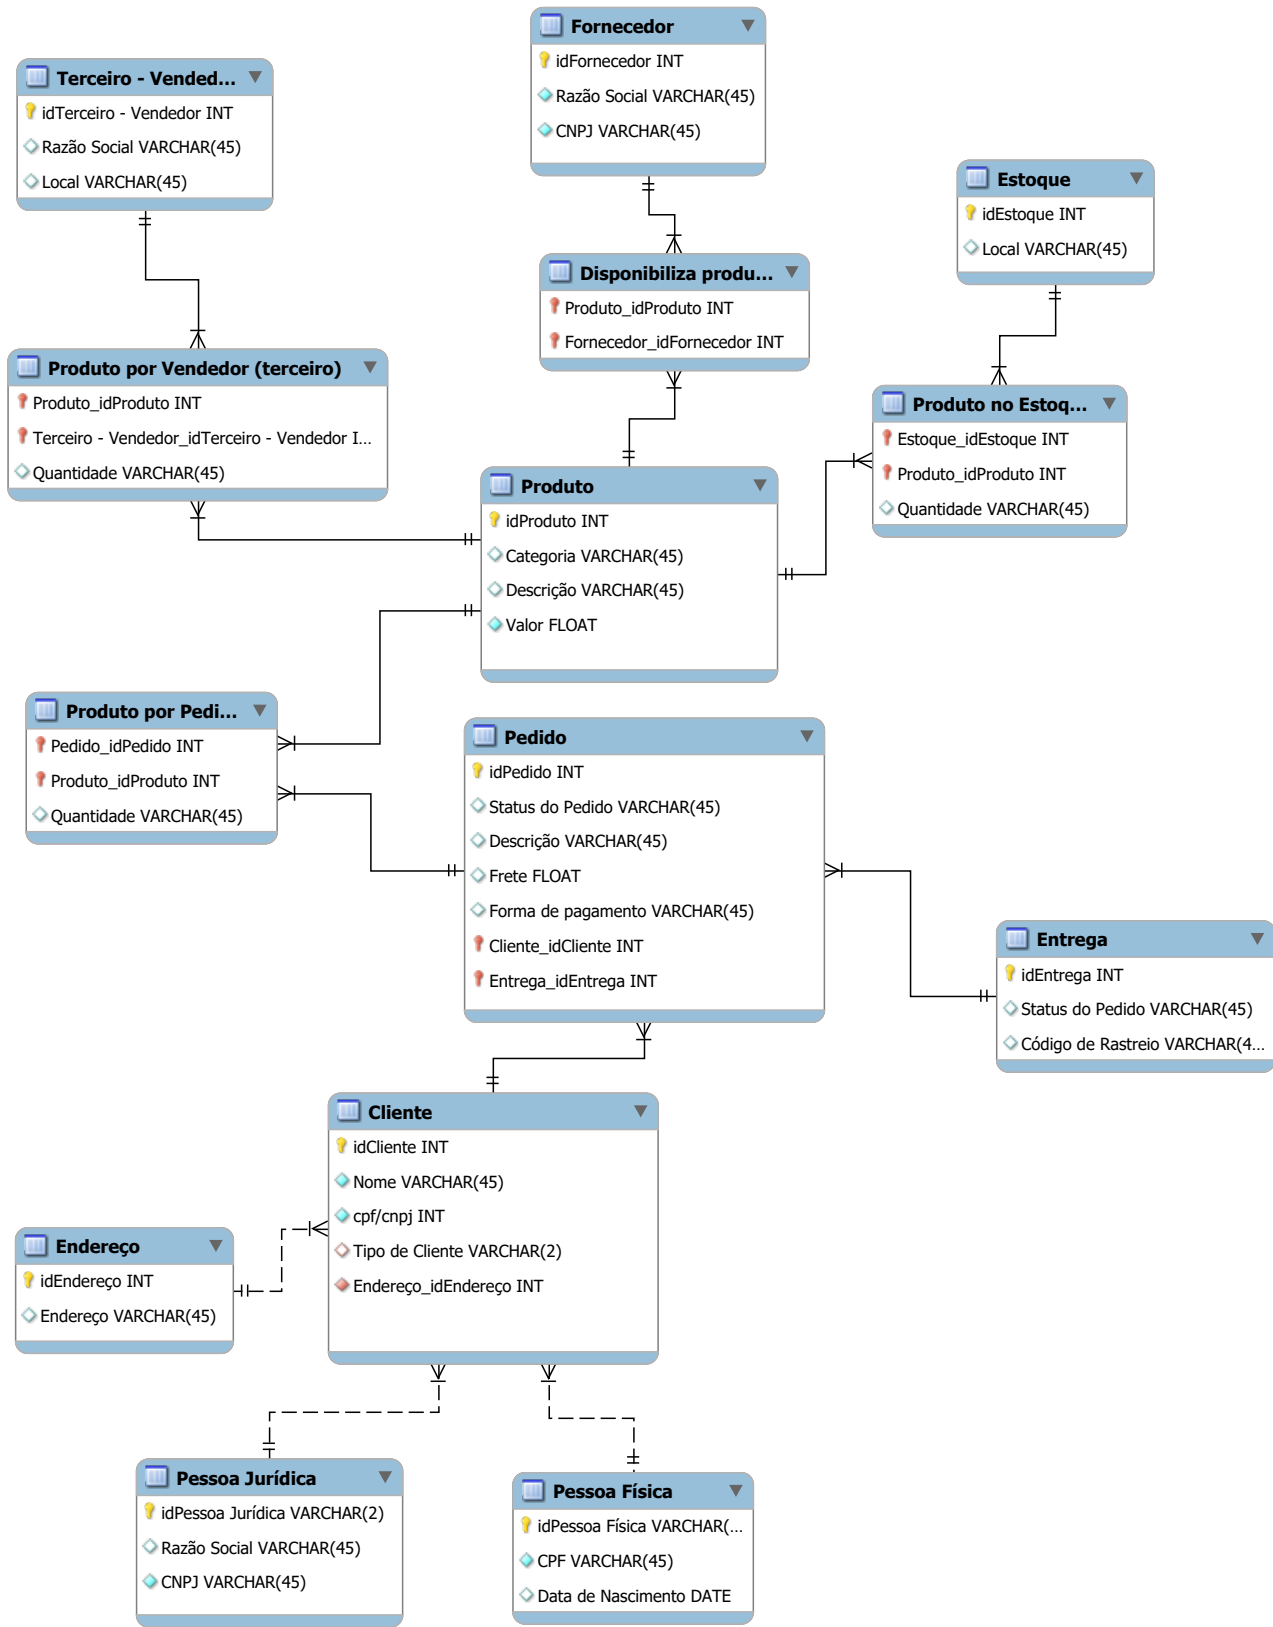 Fornecedor
idFornecedor INT
Razão Social VARCHAR(45)
CNPJ VARCHAR(45)
Terceiro - Vended...
idTerceiro - Vendedor INT
Razão Social VARCHAR(45)
Local VARCHAR(45)
Estoque
idEstoque INT
Local VARCHAR(45)
Disponibiliza produ...
Produto_idProduto INT
Fornecedor_idFornecedor INT
Produto por Vendedor (terceiro)
Produto_idProduto INT
Terceiro - Vendedor_idTerceiro - Vendedor I...
Quantidade VARCHAR(45)
Produto no Estoq...
Estoque_idEstoque INT
Produto_idProduto INT
Quantidade VARCHAR(45)
Produto
idProduto INT
Categoria VARCHAR(45)
Descrição VARCHAR(45)
Valor FLOAT
Produto por Pedi...
Pedido_idPedido INT
Produto_idProduto INT
Quantidade VARCHAR(45)
Pedido
idPedido INT
Status do Pedido VARCHAR(45)
Descrição VARCHAR(45)
Frete FLOAT
Forma de pagamento VARCHAR(45)
Cliente_idCliente INT
Entrega_idEntrega INT
Entrega
idEntrega INT
Status do Pedido VARCHAR(45)
Código de Rastreio VARCHAR(4...
Cliente
idCliente INT
Nome VARCHAR(45)
cpf/cnpj INT
Tipo de Cliente VARCHAR(2)
Endereço_idEndereço INT
Endereço
idEndereço INT
Endereço VARCHAR(45)
Pessoa Jurídica
idPessoa Jurídica VARCHAR(2)
Razão Social VARCHAR(45)
CNPJ VARCHAR(45)
Pessoa Física
idPessoa Física VARCHAR(...
CPF VARCHAR(45)
Data de Nascimento DATE